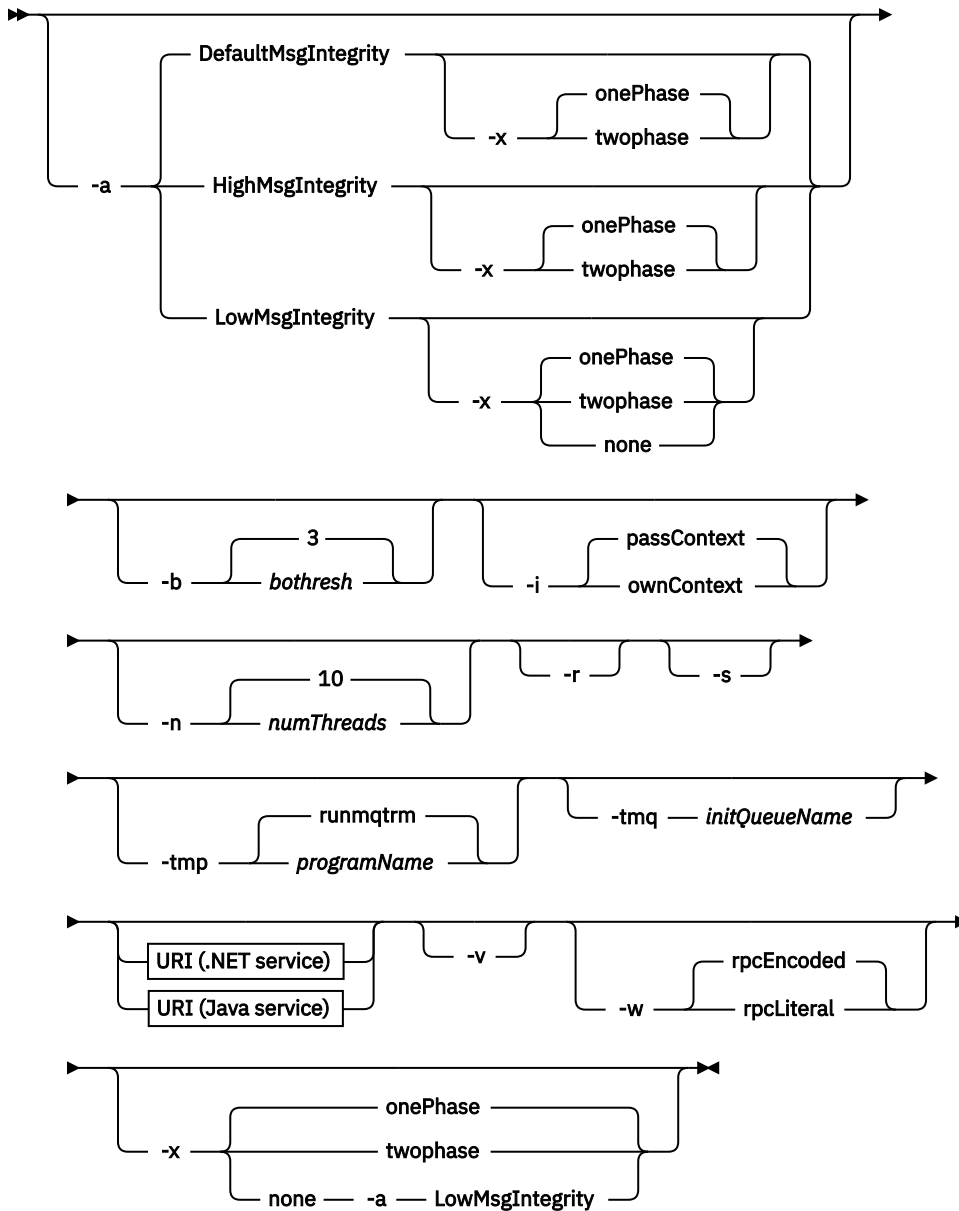 DefaultMsgIntegrity
onePhase
-x
twophase
-a
HighMsgIntegrity
onePhase
-x
twophase
LowMsgIntegrity
onePhase
-x
twophase
none
3
-b
bothresh
passContext
-i
ownContext
10
-n
numThreads
-r
-s
runmqtrm
-tmp
programName
-tmq
initQueueName
URI (.NET service)
URI (Java service)
-v
rpcEncoded
-w
rpcLiteral
onePhase
-x
twophase
none -a LowMsgIntegrity